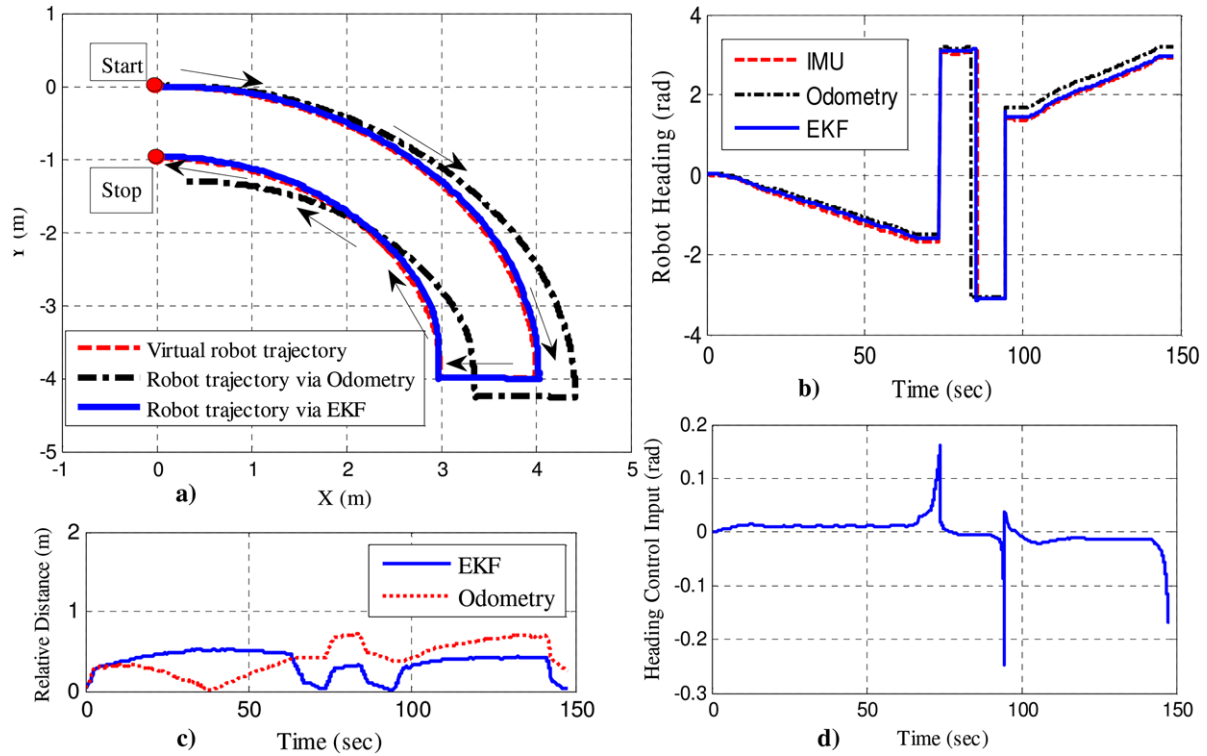 Start
Stop
Y (m)
1
0
-1
-2
-3
-4
-5
Virtual robot trajectory
Robot trajectory via Odometry
Robot trajectory via EKF
-1
0
1
2
3
4
5
a)
X (m)
Robot Heading (rad)
4
2
0
-2
-4
IMU
Odometry
EKF
0
50
100
150
b)
Time (sec)
Relative Distance (m)
2
1
0
EKF
Odometry
0
50
100
150
c)
Time (sec)
Heading Control Input (rad)
0.2
0.1
0
-0.1
-0.2
-0.3
0
50
100
150
Time (sec)
d)